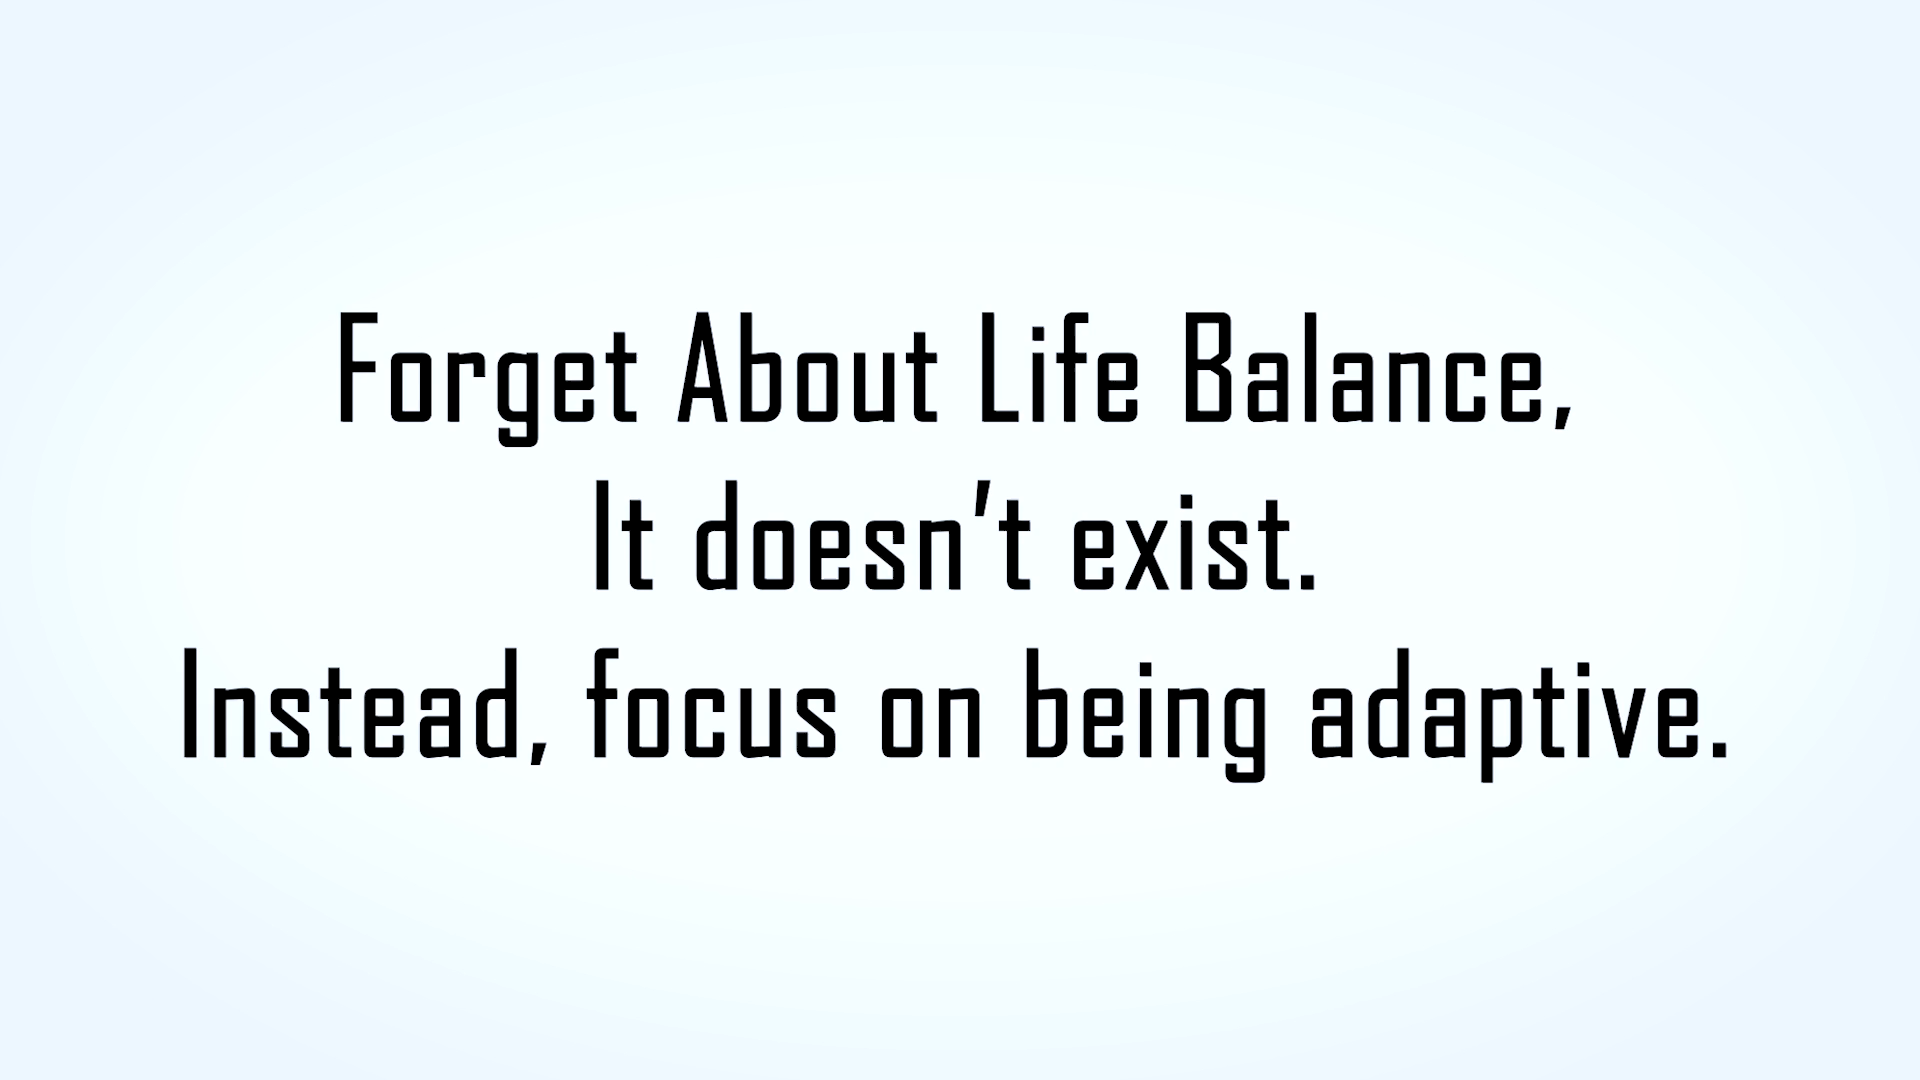 Forget About Life Balance,
It doesn't exist.
Instead, focus on being adaptive.